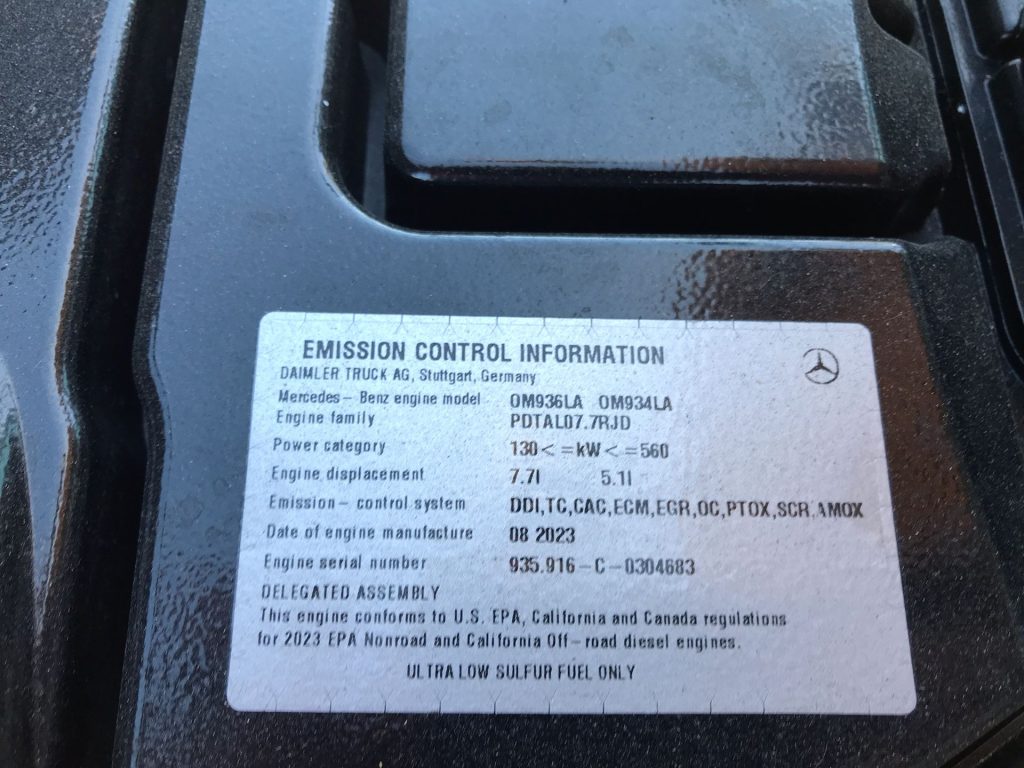 EMISSION CONTROL INFORMATION
DAIMLER TRUCK AG, Stuttgart, Germany
Mercedes-Benz engine model OM936LA OM934LA
Engine family PDTAL07.7RJD
Power category 130< =kW< =560
Engine displacement 7.7l 5.1l
Emission-control system DDI,TC,CAC,ECM,EGR,OC,PTOX,SCR,AMOX
Date of engine manufacture 08 2023
Engine serial number 935.916-C-0304683
DELEGATED ASSEMBLY
This engine conforms to U.S. EPA, California and Canada regulations
for 2023 EPA Nonroad and California Off-road diesel engines.
ULTRA LOW SULFUR FUEL ONLY